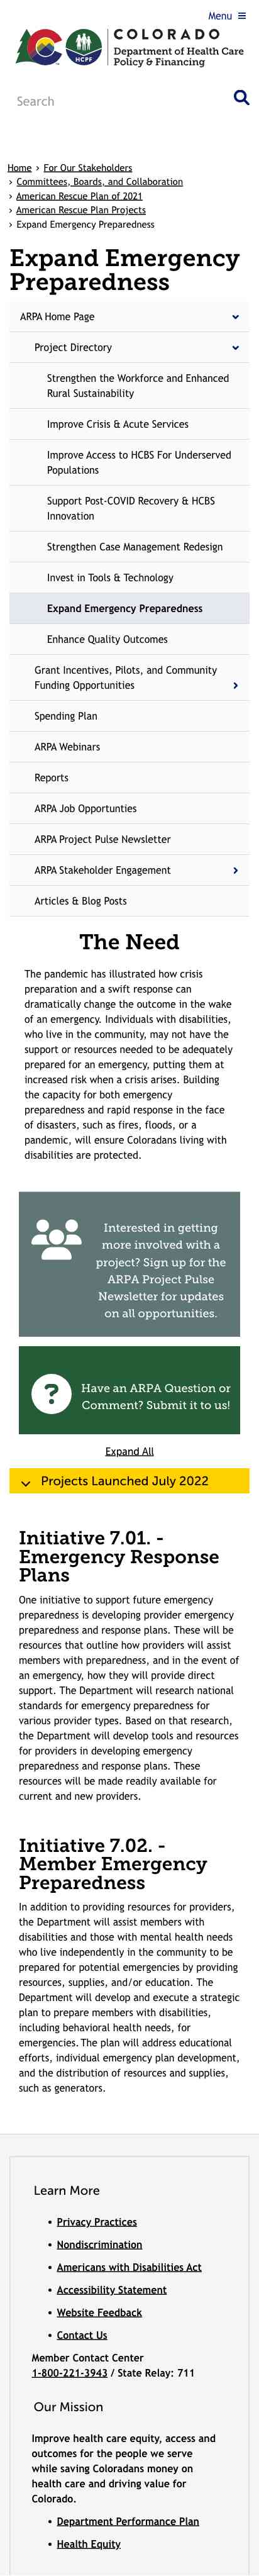 Menu ≡
HCPF
COLORADO
Department of Health Care
Policy & Financing
Search
Home › For Our Stakeholders
› Committees, Boards, and Collaboration
› American Rescue Plan of 2021
› American Rescue Plan Projects
› Expand Emergency Preparedness
Expand Emergency
Preparedness
ARPA Home Page
Project Directory
Strengthen the Workforce and Enhanced
Rural Sustainability
Improve Crisis & Acute Services
Improve Access to HCBS For Underserved
Populations
Support Post-COVID Recovery & HCBS
Innovation
Strengthen Case Management Redesign
Invest in Tools & Technology
Expand Emergency Preparedness
Enhance Quality Outcomes
Grant Incentives, Pilots, and Community
Funding Opportunities
Spending Plan
ARPA Webinars
Reports
ARPA Job Opportunties
ARPA Project Pulse Newsletter
ARPA Stakeholder Engagement
Articles & Blog Posts
The Need
The pandemic has illustrated how crisis
preparation and a swift response can
dramatically change the outcome in the wake
of an emergency. Individuals with disabilities,
who live in the community, may not have the
support or resources needed to be adequately
prepared for an emergency, putting them at
increased risk when a crisis arises. Building
the capacity for both emergency
preparedness and rapid response in the face
of disasters, such as fires, floods, or a
pandemic, will ensure Coloradans living with
disabilities are protected.
Interested in getting
more involved with a
project? Sign up for the
ARPA Project Pulse
Newsletter for updates
on all opportunities.
Have an ARPA Question or
Comment? Submit it to us!
Expand All
Projects Launched July 2022
Initiative 7.01. -
Emergency Response
Plans
One initiative to support future emergency
preparedness is developing provider emergency
preparedness and response plans. These will be
resources that outline how providers will assist
members with preparedness, and in the event of
an emergency, how they will provide direct
support. The Department will research national
standards for emergency preparedness for
various provider types. Based on that research,
the Department will develop tools and resources
for providers in developing emergency
preparedness and response plans. These
resources will be made readily available for
current and new providers.
Initiative 7.02. -
Member Emergency
Preparedness
In addition to providing resources for providers,
the Department will assist members with
disabilities and those with mental health needs
who live independently in the community to be
prepared for potential emergencies by providing
resources, supplies, and/or education. The
Department will develop and execute a strategic
plan to prepare members with disabilities,
including behavioral health needs, for
emergencies. The plan will address educational
efforts, individual emergency plan development,
and the distribution of resources and supplies,
such as generators.
Learn More
• Privacy Practices
• Nondiscrimination
• Americans with Disabilities Act
• Accessibility Statement
• Website Feedback
• Contact Us
Member Contact Center
1-800-221-3943 / State Relay: 711
Our Mission
Improve health care equity, access and
outcomes for the people we serve
while saving Coloradans money on
health care and driving value for
Colorado.
• Department Performance Plan
• Health Equity